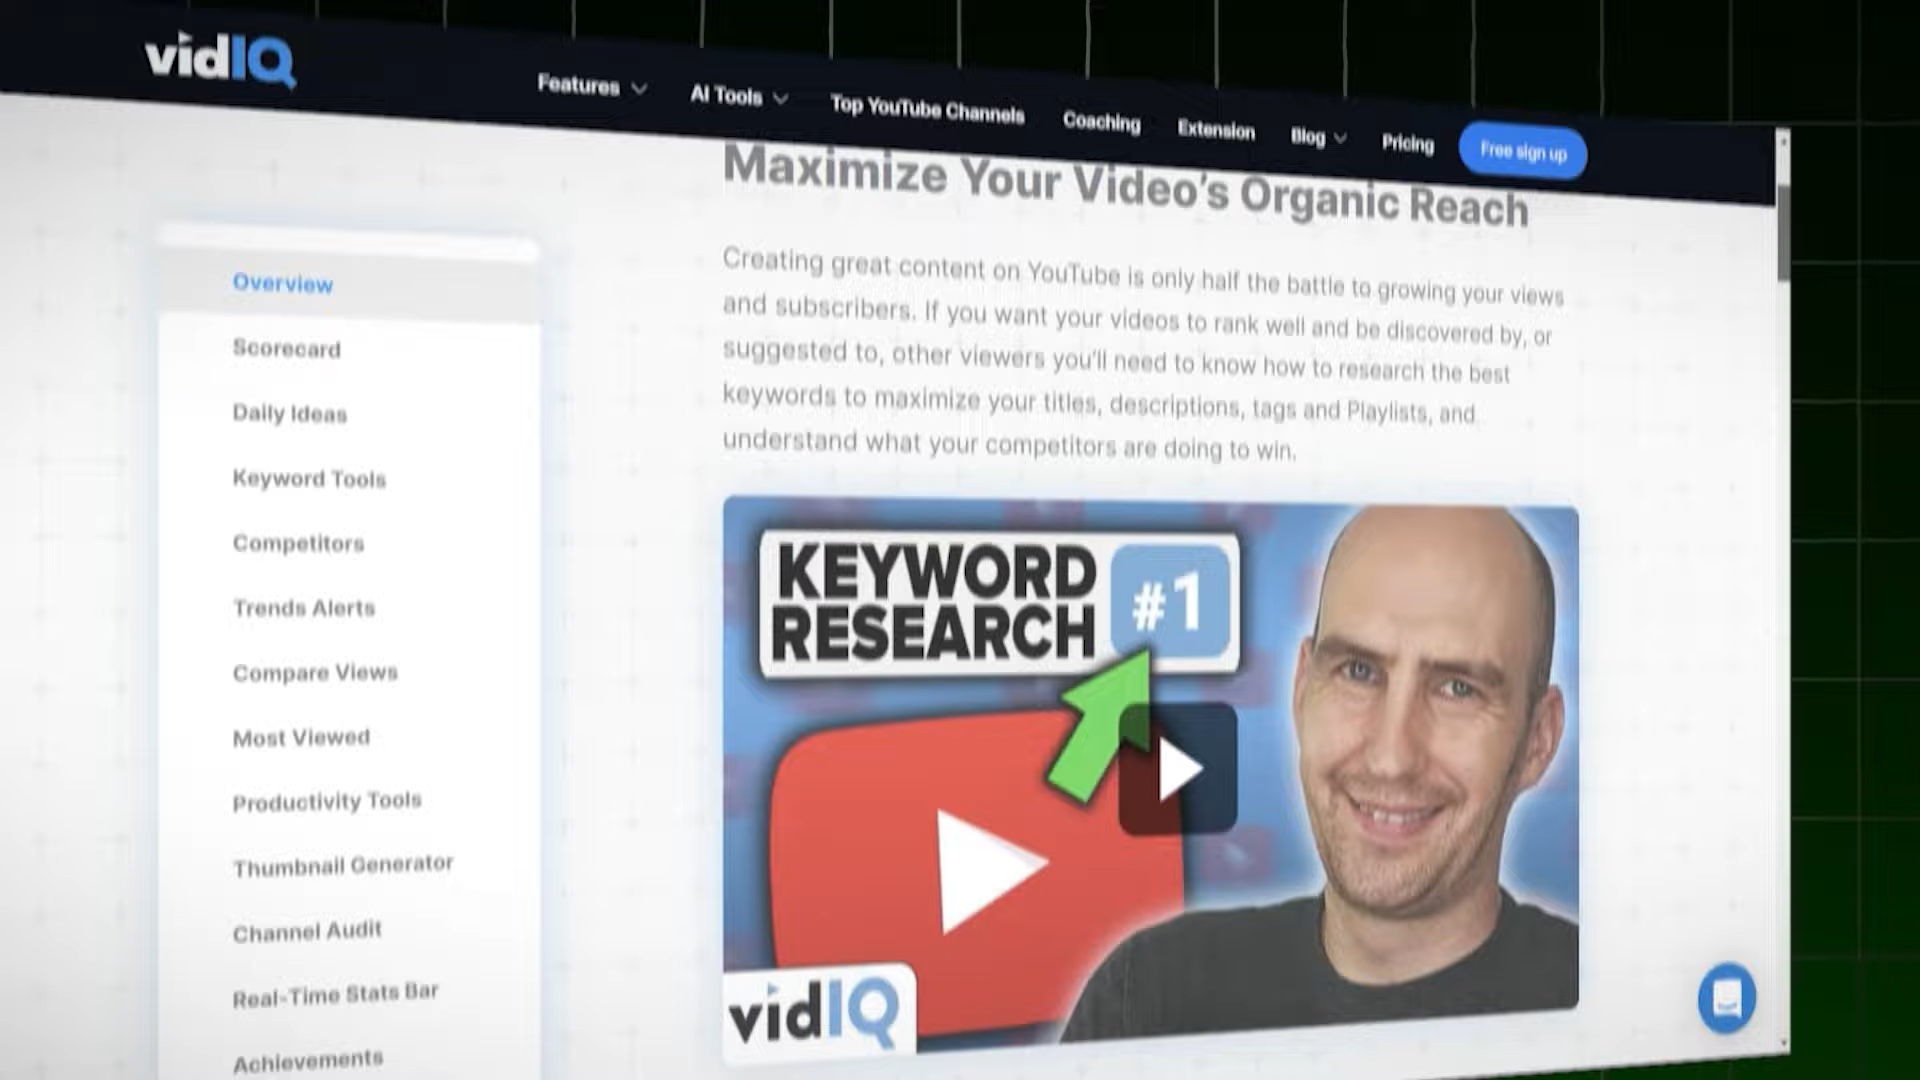 vidIQ
Features
AI Tools
Top YouTube Channels
Coaching
Extension
Blog
Pricing
Free sign up
Overview
Scorecard
Daily Ideas
Keyword Tools
Competitors
Trends Alerts
Compare Views
Most Viewed
Productivity Tools
Thumbnail Generator
Channel Audit
Real-Time Stats Bar
Achievements
Maximize Your Video's Organic Reach
Creating great content on YouTube is only half the battle to growing your views
and subscribers. If you want your videos to rank well and be discovered by, or
suggested to, other viewers you'll need to know how to research the best
keywords to maximize your titles, descriptions, tags and Playlists, and
understand what your competitors are doing to win.
KEYWORD
RESEARCH
#1
vidIQ